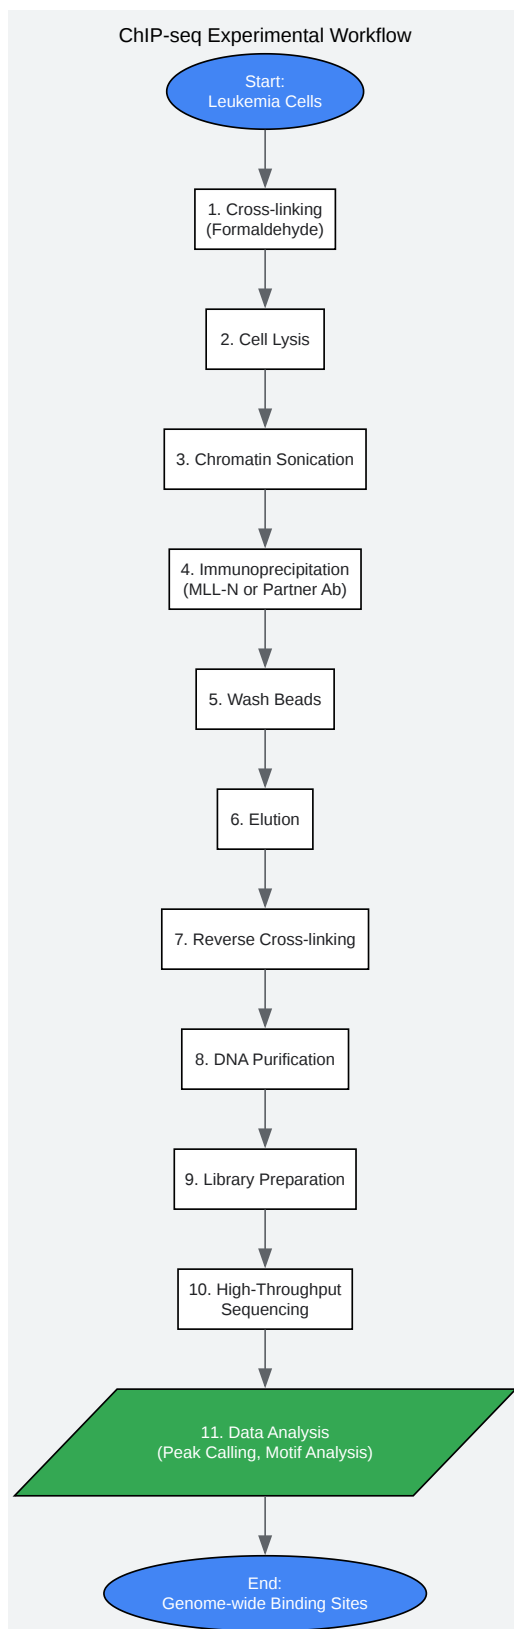 ChIP-seq Experimental Workflow
Start:
Leukemia Cells
1. Cross-linking
(Formaldehyde)
2. Cell Lysis
3. Chromatin Sonication
4. Immunoprecipitation
(MLL-N or Partner Ab)
5. Wash Beads
6. Elution
7. Reverse Cross-linking
8. DNA Purification
9. Library Preparation
10. High-Throughput
Sequencing
11. Data Analysis
(Peak Calling, Motif Analysis)
End:
Genome-wide Binding Sites